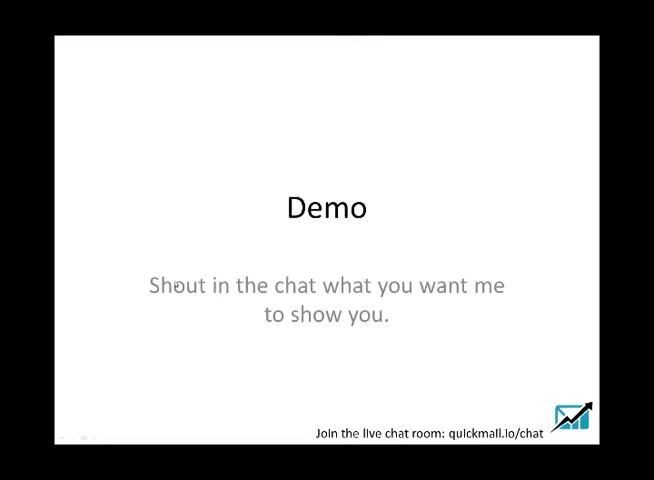 Demo
Shout in the chat what you want me
to show you.
Join the live chat room: quickmail.io/chat